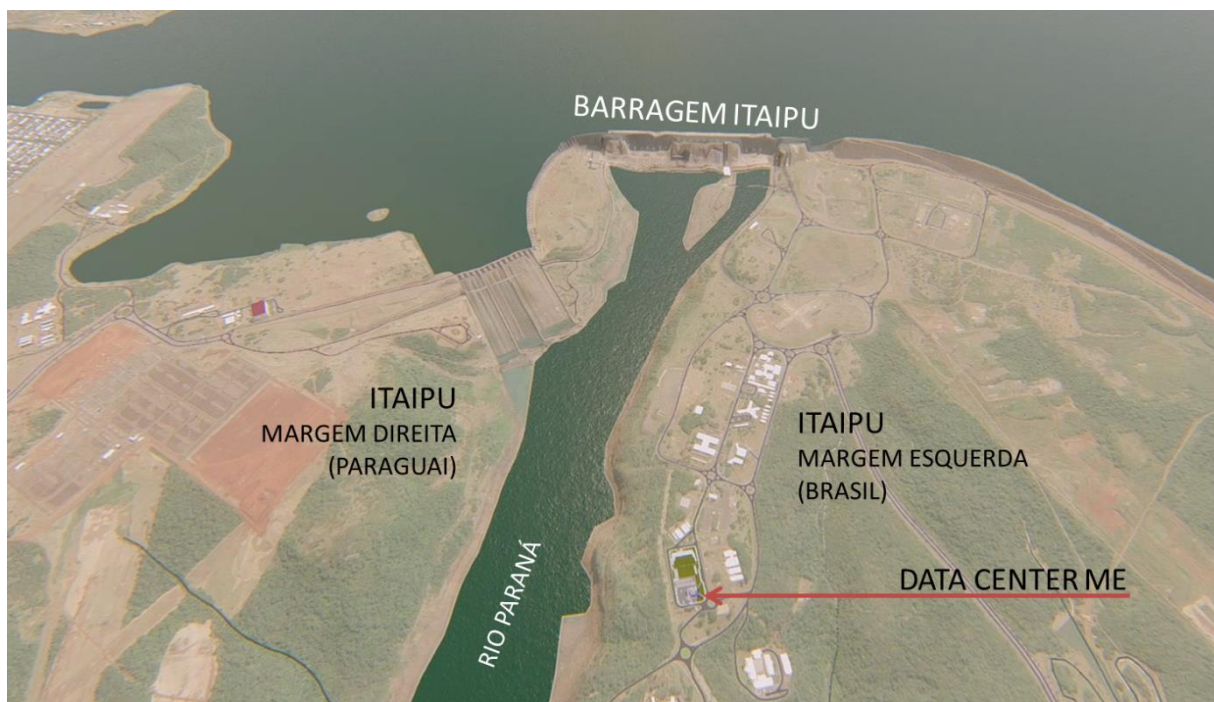 BARRAGEM ITAIPU
ITAIPU
MARGEM DIREITA
(PARAGUAI)
ITAIPU
MARGEM ESQUERDA
(BRASIL)
DATA CENTER ME
RIO PARANÁ